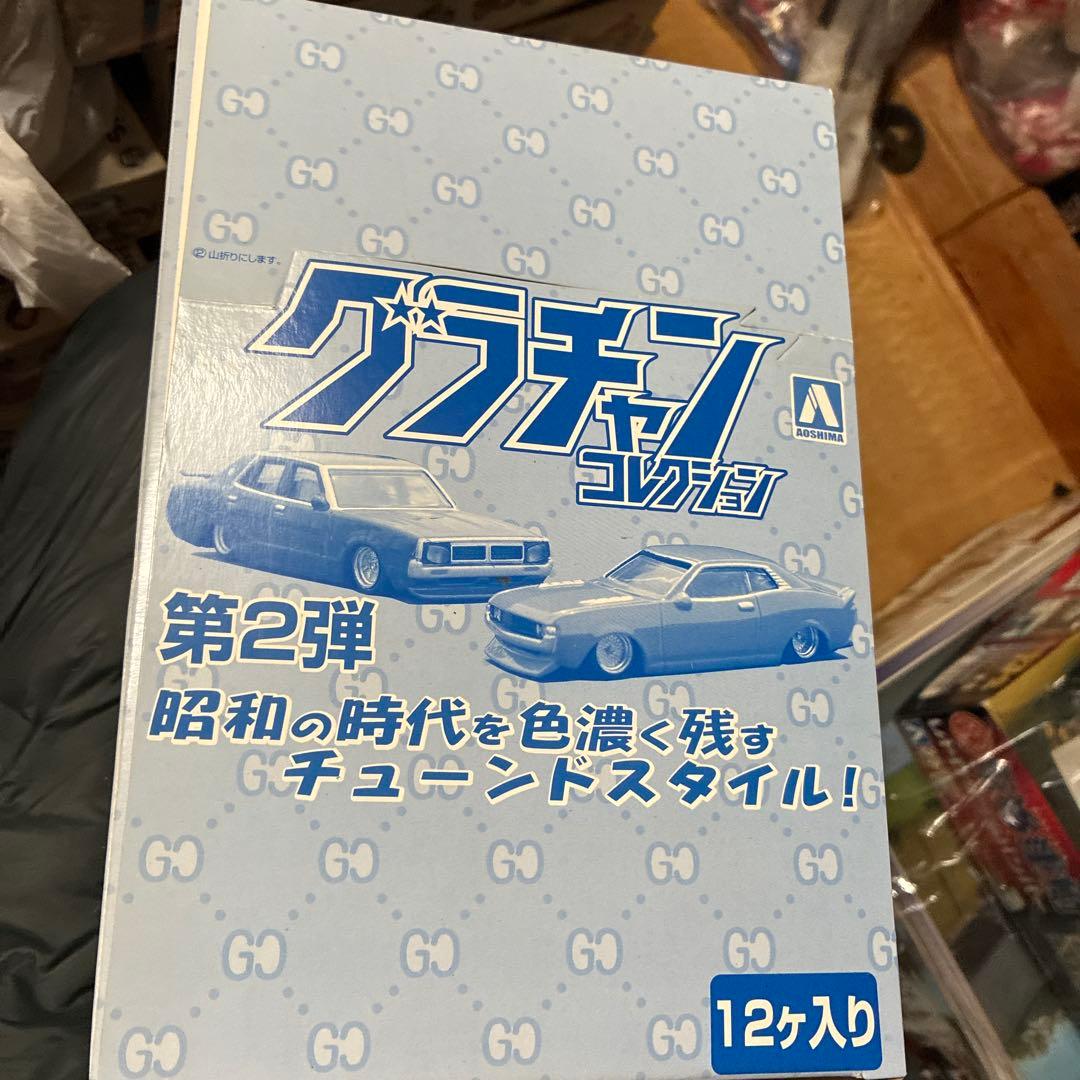 ②山折りにします。
グラチャン
コレクション
AOSHIMA
第2弾
昭和の時代を色濃く残す
チューンドスタイル!
12ヶ入り